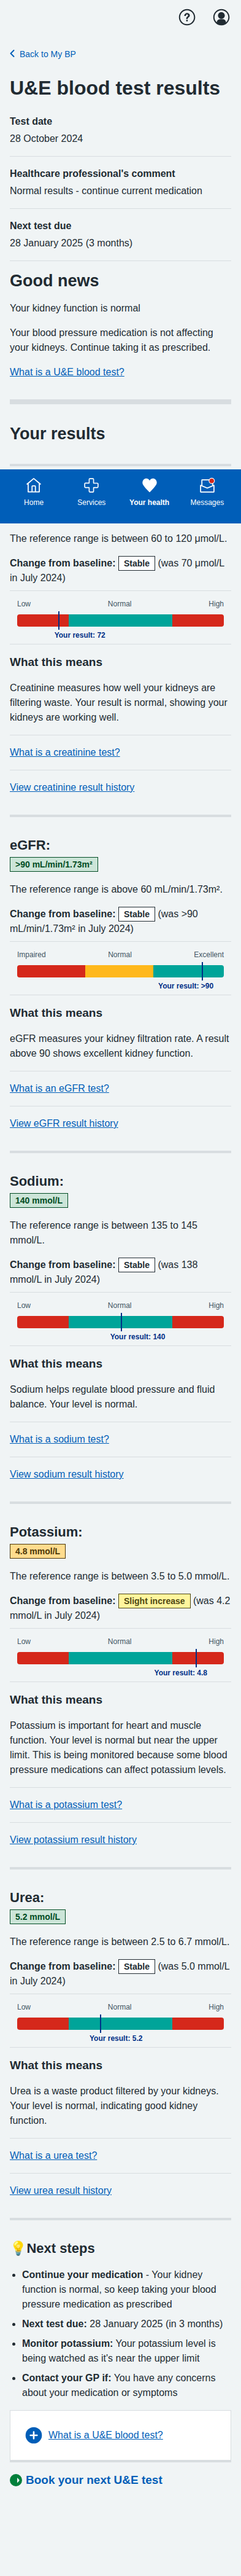 Back to My BP
U&E blood test results
Test date
28 October 2024
Healthcare professional's comment
Normal results - continue current medication
Next test due
28 January 2025 (3 months)
Good news
Your kidney function is normal
Your blood pressure medication is not affecting
your kidneys. Continue taking it as prescribed.
What is a U&E blood test?
Your results
Home
Services
Your health
Messages
The reference range is between 60 to 120 μmol/L.
Change from baseline: Stable (was 70 μmol/L
in July 2024)
Low Normal High
Your result: 72
What this means
Creatinine measures how well your kidneys are
filtering waste. Your result is normal, showing your
kidneys are working well.
What is a creatinine test?
View creatinine result history
eGFR:
>90 mL/min/1.73m²
The reference range is above 60 mL/min/1.73m².
Change from baseline: Stable (was >90
mL/min/1.73m² in July 2024)
Impaired Normal Excellent
Your result: >90
What this means
eGFR measures your kidney filtration rate. A result
above 90 shows excellent kidney function.
What is an eGFR test?
View eGFR result history
Sodium:
140 mmol/L
The reference range is between 135 to 145
mmol/L.
Change from baseline: Stable (was 138
mmol/L in July 2024)
Low Normal High
Your result: 140
What this means
Sodium helps regulate blood pressure and fluid
balance. Your level is normal.
What is a sodium test?
View sodium result history
Potassium:
4.8 mmol/L
The reference range is between 3.5 to 5.0 mmol/L.
Change from baseline: Slight increase (was 4.2
mmol/L in July 2024)
Low Normal High
Your result: 4.8
What this means
Potassium is important for heart and muscle
function. Your level is normal but near the upper
limit. This is being monitored because some blood
pressure medications can affect potassium levels.
What is a potassium test?
View potassium result history
Urea:
5.2 mmol/L
The reference range is between 2.5 to 6.7 mmol/L.
Change from baseline: Stable (was 5.0 mmol/L
in July 2024)
Low Normal High
Your result: 5.2
What this means
Urea is a waste product filtered by your kidneys.
Your level is normal, indicating good kidney
function.
What is a urea test?
View urea result history
💡Next steps
• Continue your medication - Your kidney
function is normal, so keep taking your blood
pressure medication as prescribed
• Next test due: 28 January 2025 (in 3 months)
• Monitor potassium: Your potassium level is
being watched as it's near the upper limit
• Contact your GP if: You have any concerns
about your medication or symptoms
What is a U&E blood test?
Book your next U&E test